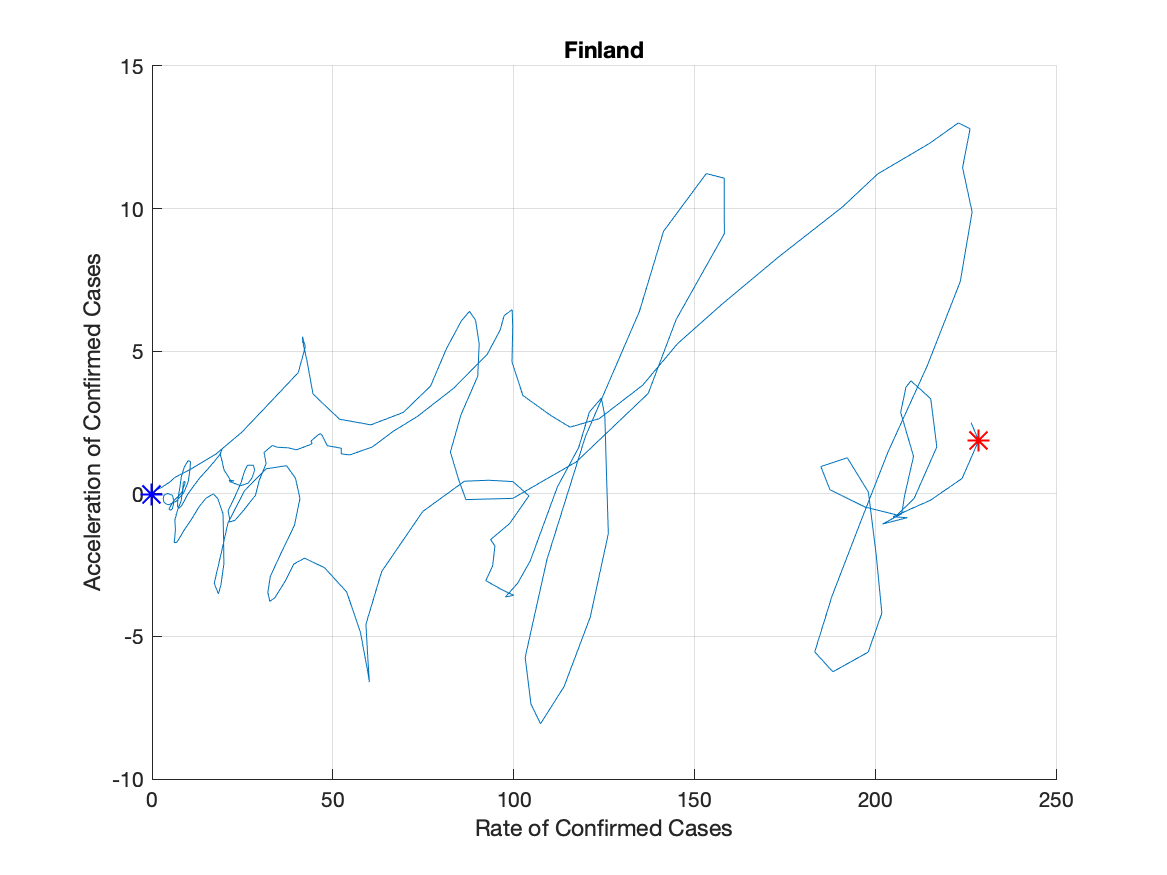 Finland
15
10
5
0
-5
-10
0 50 100 150 200 250
Rate of Confirmed Cases
Acceleration of Confirmed Cases